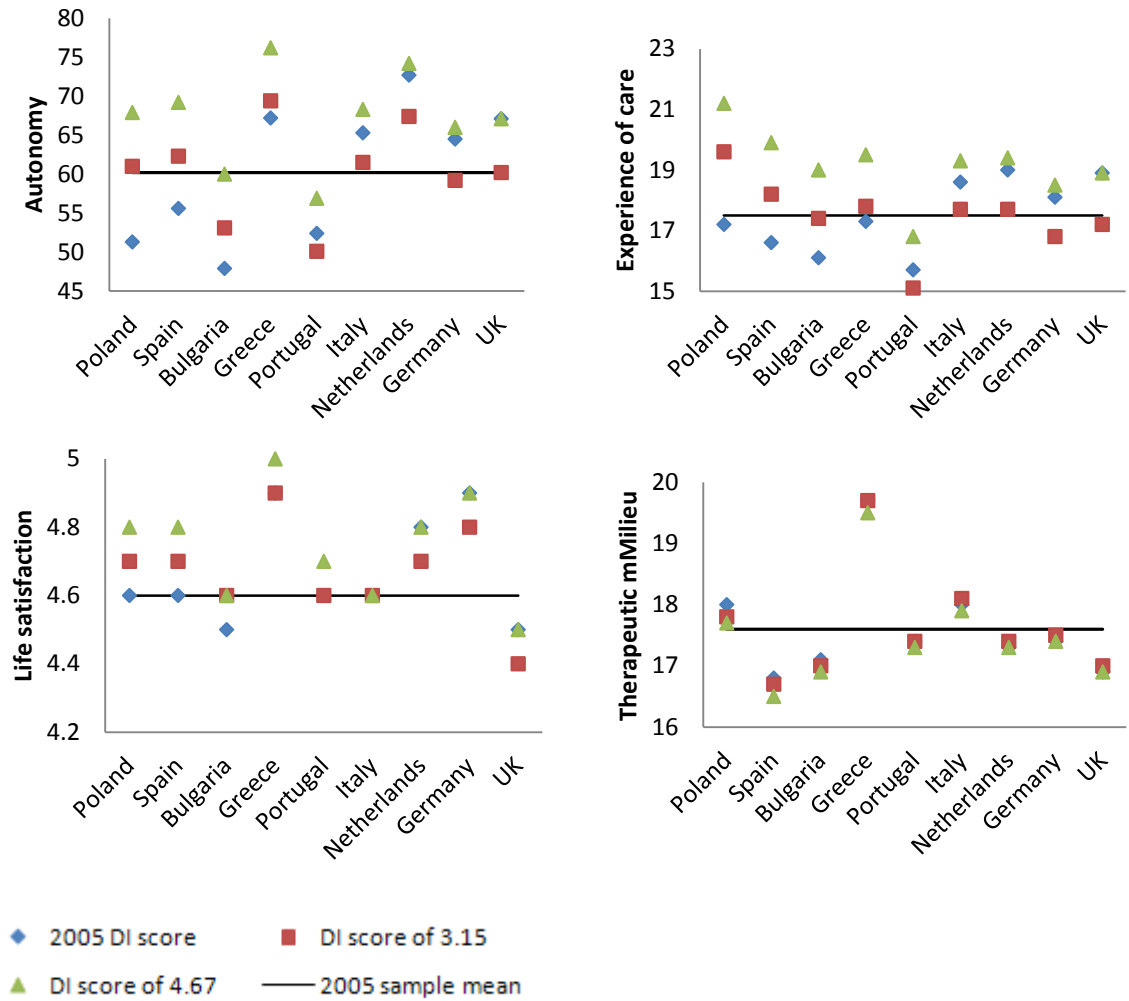 Autonomy
80
75
70
65
60
55
50
45
Poland
Spain
Bulgaria
Greece
Portugal
Italy
Netherlands
Germany
UK
Experience of care
23
21
19
17
15
Poland
Spain
Bulgaria
Greece
Portugal
Italy
Netherlands
Germany
UK
Life satisfaction
5
4.8
4.6
4.4
4.2
Poland
Spain
Bulgaria
Greece
Portugal
Italy
Netherlands
Germany
UK
Therapeutic mMilieu
20
19
18
17
16
Poland
Spain
Bulgaria
Greece
Portugal
Italy
Netherlands
Germany
UK
2005 DI score
DI score of 3.15
DI score of 4.67
2005 sample mean